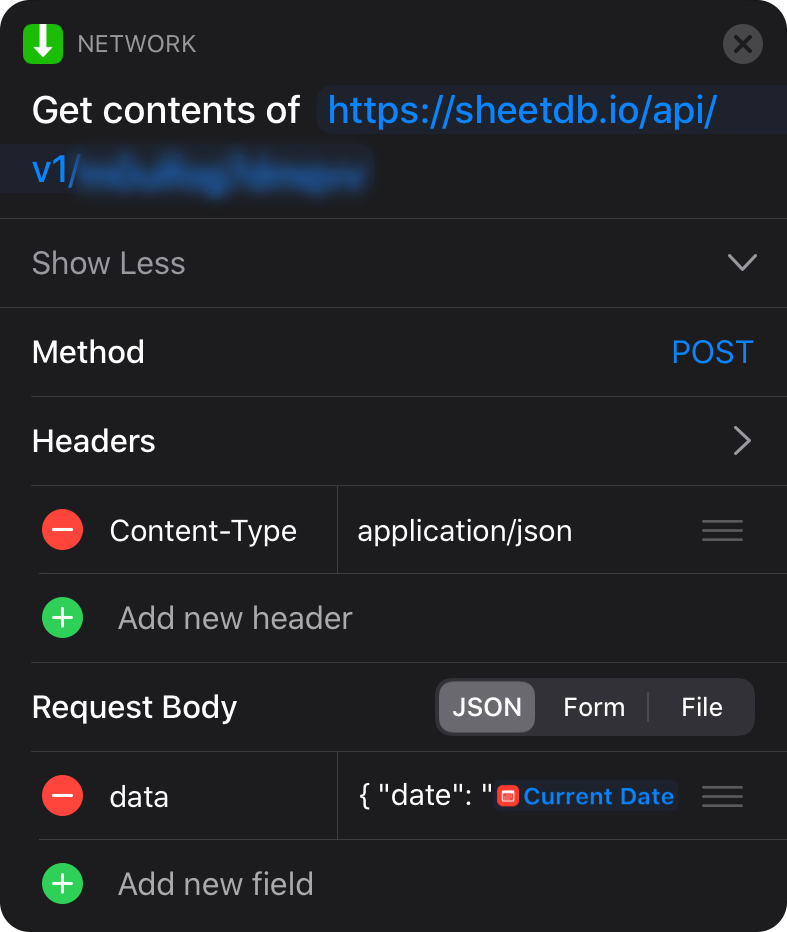 NETWORK
Get contents of https://sheetdb.io/api/
v1/
Show Less
Method POST
Headers
Content-Type application/json
Add new header
Request Body JSON Form File
data { "date": "Current Date
Add new field